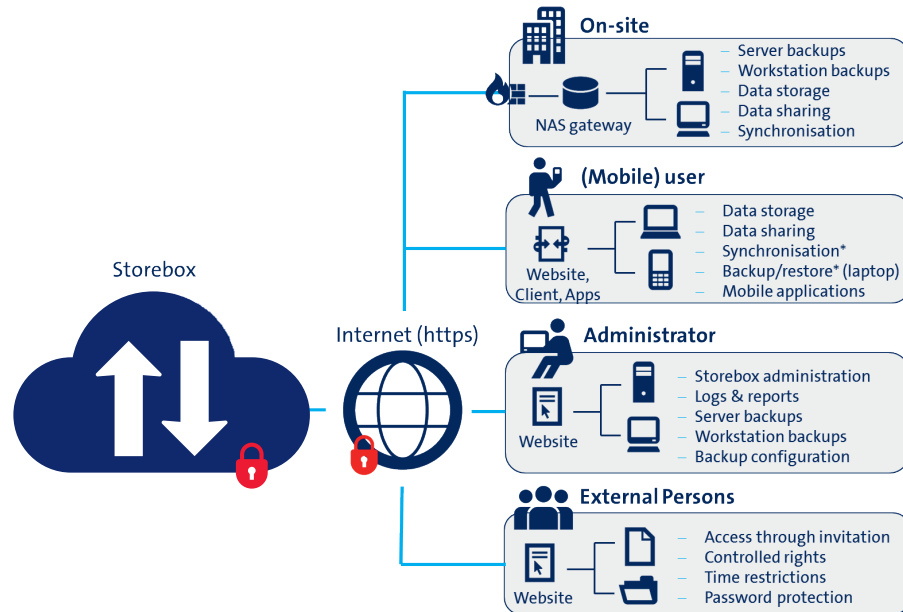 Storebox
Internet (https)
On-site
NAS gateway
– Server backups
– Workstation backups
– Data storage
– Data sharing
– Synchronisation
(Mobile) user
Website,
Client, Apps
– Data storage
– Data sharing
– Synchronisation*
– Backup/restore* (laptop)
– Mobile applications
Administrator
Website
– Storebox administration
– Logs & reports
– Server backups
– Workstation backups
– Backup configuration
External Persons
Website
– Access through invitation
– Controlled rights
– Time restrictions
– Password protection